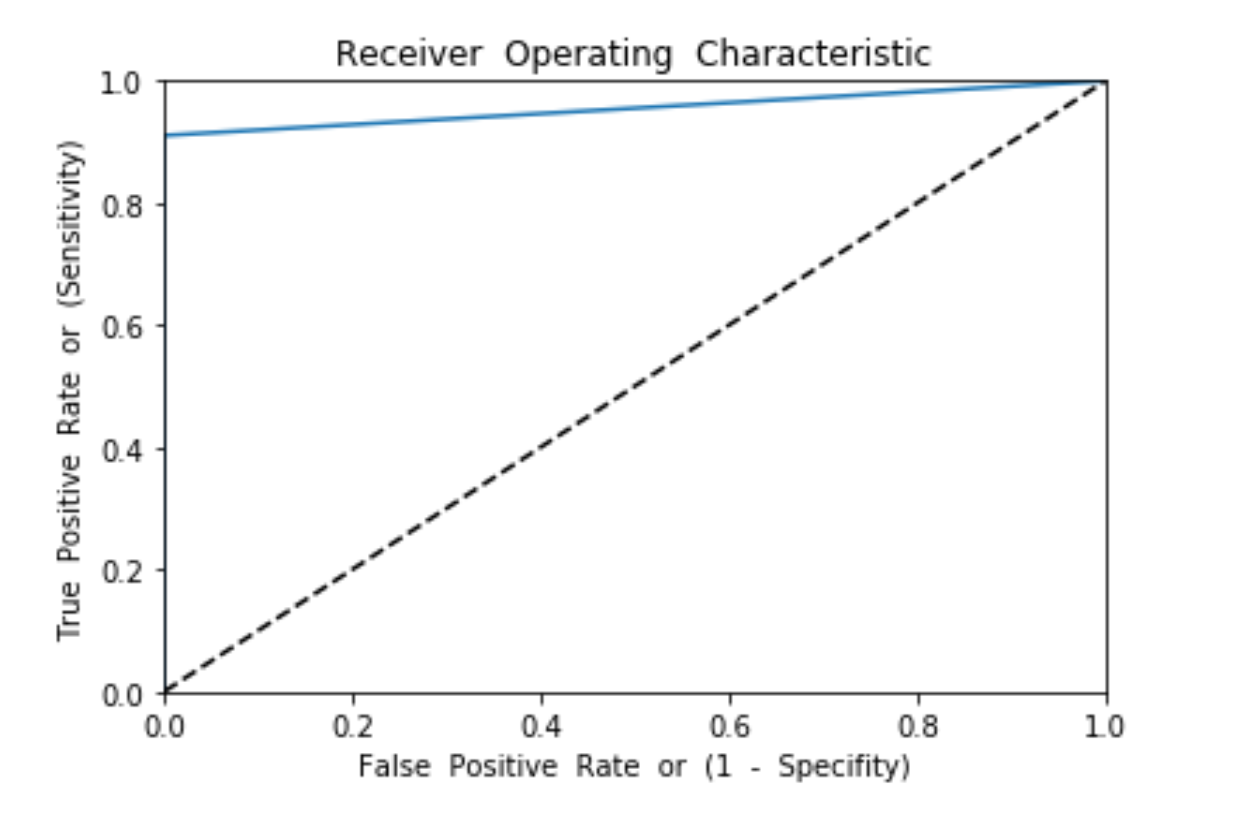 Receiver Operating Characteristic
1.0
0.8
0.6
0.4
0.2
0.0
True Positive Rate or (Sensitivity)
0.0 0.2 0.4 0.6 0.8 1.0
False Positive Rate or (1 - Specifity)